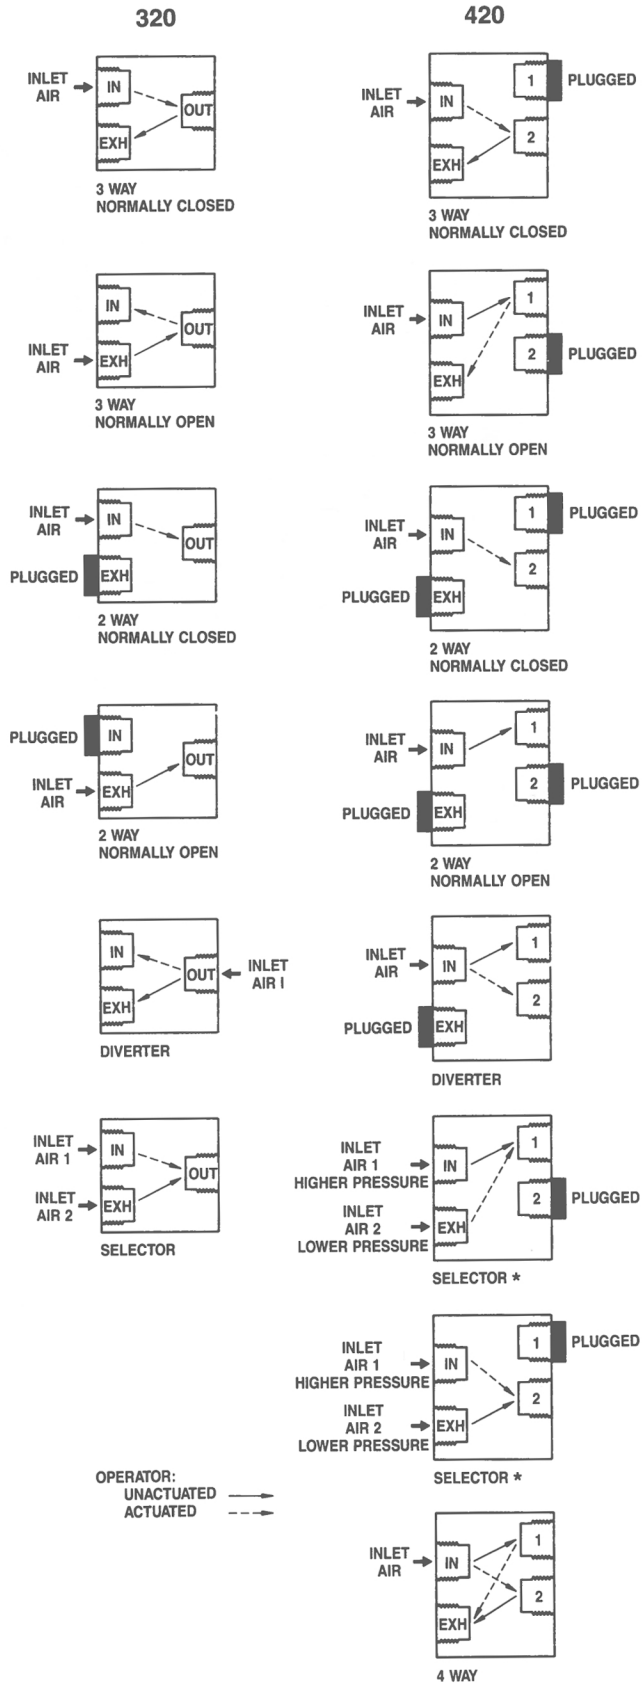 320
INLET
AIR
IN
OUT
EXH
3 WAY
NORMALLY CLOSED
IN
OUT
INLET
AIR
EXH
3 WAY
NORMALLY OPEN
INLET
AIR
IN
OUT
PLUGGED
EXH
2 WAY
NORMALLY CLOSED
PLUGGED
IN
OUT
INLET
AIR
EXH
2 WAY
NORMALLY OPEN
IN
OUT
INLET
AIR I
EXH
DIVERTER
INLET
AIR 1
IN
OUT
INLET
AIR 2
EXH
SELECTOR
OPERATOR:
UNACTUATED
ACTUATED
420
1
PLUGGED
INLET
AIR
IN
2
EXH
3 WAY
NORMALLY CLOSED
1
INLET
AIR
IN
2
PLUGGED
EXH
3 WAY
NORMALLY OPEN
1
PLUGGED
INLET
AIR
IN
2
PLUGGED
EXH
2 WAY
NORMALLY CLOSED
1
INLET
AIR
IN
2
PLUGGED
PLUGGED
EXH
2 WAY
NORMALLY OPEN
1
INLET
AIR
IN
2
PLUGGED
EXH
DIVERTER
INLET
AIR 1
HIGHER PRESSURE
IN
1
2
PLUGGED
INLET
AIR 2
LOWER PRESSURE
EXH
SELECTOR *
1
PLUGGED
INLET
AIR 1
HIGHER PRESSURE
IN
2
INLET
AIR 2
LOWER PRESSURE
EXH
SELECTOR *
1
INLET
AIR
IN
2
EXH
4 WAY